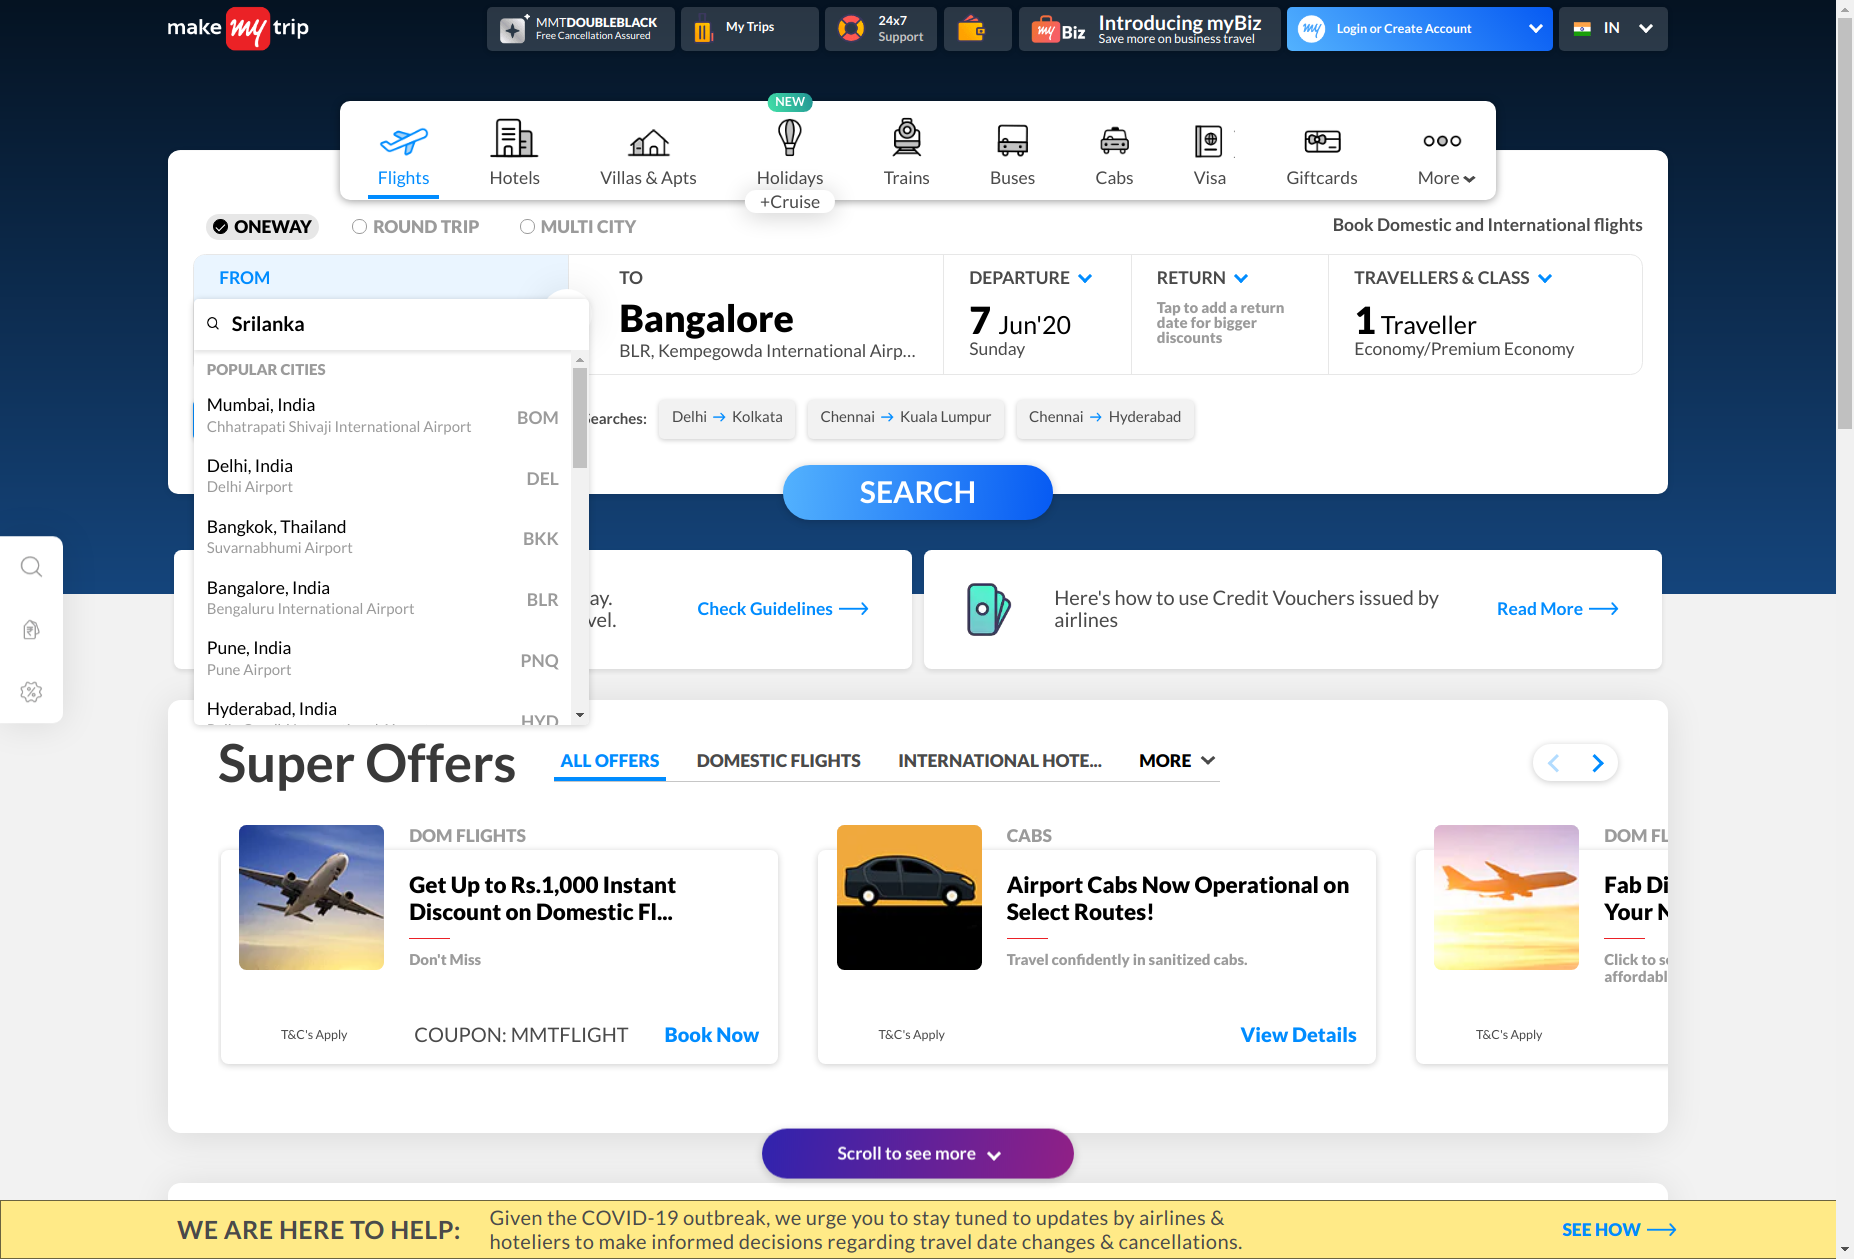 make my trip
MMTDOUBLEBLACK
Free Cancellation Assured
My Trips
24x7
Support
my Biz
Introducing myBiz
Save more on business travel
my
Login or Create Account
IN
NEW
Flights
Hotels
Villas & Apts
Holidays
+Cruise
Trains
Buses
Cabs
Visa
Giftcards
More
ONEWAY
ROUND TRIP
MULTI CITY
Book Domestic and International flights
FROM
Srilanka
POPULAR CITIES
Mumbai, India
Chhatrapati Shivaji International Airport
BOM
Delhi, India
Delhi Airport
DEL
Bangkok, Thailand
Suvarnabhumi Airport
BKK
Bangalore, India
Bengaluru International Airport
BLR
Pune, India
Pune Airport
PNQ
Hyderabad, India
HYD
TO
Bangalore
BLR, Kempegowda International Airp...
DEPARTURE
7 Jun'20
Sunday
RETURN
Tap to add a return
date for bigger
discounts
TRAVELLERS & CLASS
1 Traveller
Economy/Premium Economy
earches:
Delhi → Kolkata
Chennai → Kuala Lumpur
Chennai → Hyderabad
SEARCH
ay.
vel.
Check Guidelines
Here's how to use Credit Vouchers issued by
airlines
Read More
Super Offers
ALL OFFERS
DOMESTIC FLIGHTS
INTERNATIONAL HOTE...
MORE
DOM FLIGHTS
Get Up to Rs.1,000 Instant
Discount on Domestic Fl...
Don't Miss
T&C's Apply
COUPON: MMTFLIGHT
Book Now
CABS
Airport Cabs Now Operational on
Select Routes!
Travel confidently in sanitized cabs.
T&C's Apply
View Details
DOM FL
Fab Di
Your N
Click to s
affordabl
T&C's Apply
Scroll to see more
WE ARE HERE TO HELP:
Given the COVID-19 outbreak, we urge you to stay tuned to updates by airlines &
hoteliers to make informed decisions regarding travel date changes & cancellations.
SEE HOW